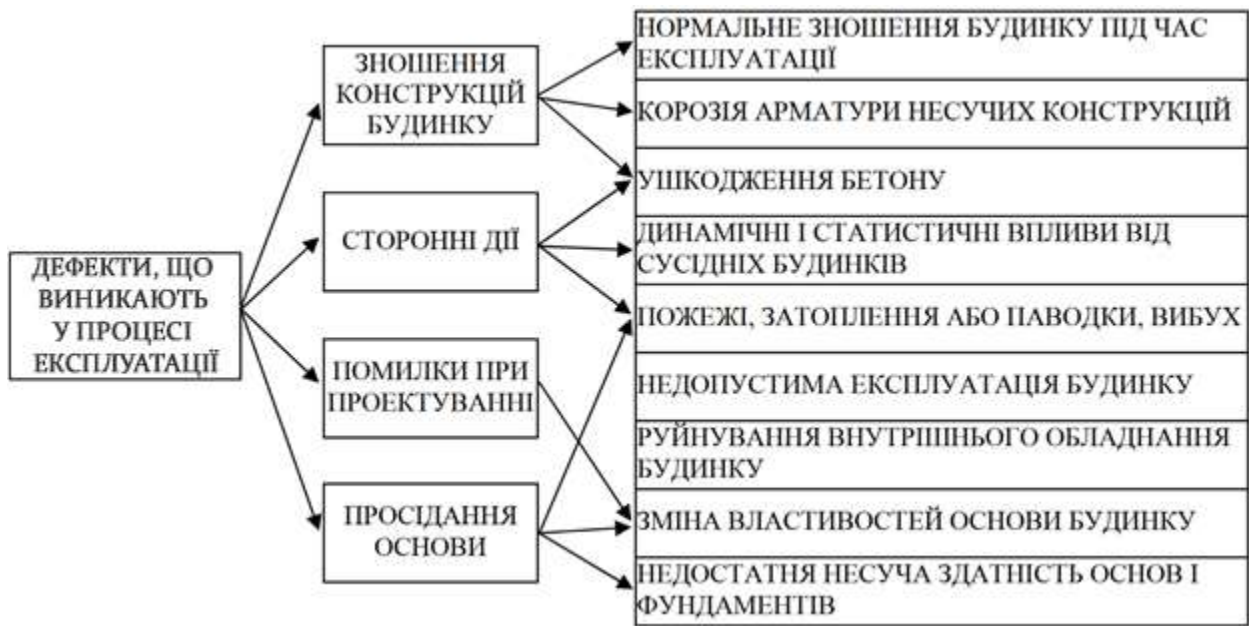 ДЕФЕКТИ, ЩО
ВИНИКАЮТЬ
У ПРОЦЕСІ
ЕКСПЛУАТАЦІЇ
ЗНОШЕННЯ
КОНСТРУКЦІЙ
БУДИНКУ
СТОРОННІ ДІЇ
ПОМИЛКИ ПРИ
ПРОЕКТУВАННІ
ПРОСІДАННЯ
ОСНОВИ
НОРМАЛЬНЕ ЗНОШЕННЯ БУДИНКУ ПІД ЧАС
ЕКСПЛУАТАЦІЇ
КОРОЗІЯ АРМАТУРИ НЕСУЧИХ КОНСТРУКЦІЙ
УШКОДЖЕННЯ БЕТОНУ
ДИНАМІЧНІ І СТАТИСТИЧНІ ВПЛИВИ ВІД
СУСІДНІХ БУДИНКІВ
ПОЖЕЖІ, ЗАТОПЛЕННЯ АБО ПАВОДКИ, ВИБУХ
НЕДОПУСТИМА ЕКСПЛУАТАЦІЯ БУДИНКУ
РУЙНУВАННЯ ВНУТРІШНЬОГО ОБЛАДНАННЯ
БУДИНКУ
ЗМІНА ВЛАСТИВОСТЕЙ ОСНОВИ БУДИНКУ
НЕДОСТАТНЯ НЕСУЧА ЗДАТНІСТЬ ОСНОВ І
ФУНДАМЕНТІВ